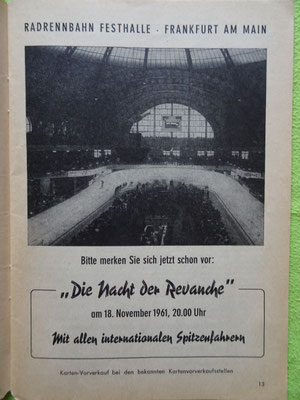 RADRENNBAHN FESTHALLE · FRANKFURT AM MAIN
Bitte merken Sie sich jetzt schon vor:
„Die Nacht der Revanche"
am 18. November 1961, 20.00 Uhr
Mit allen internationalen Spitzenfahrern
Karten-Vorverkauf bei den bekannten Kartenvorverkaufsstellen
13